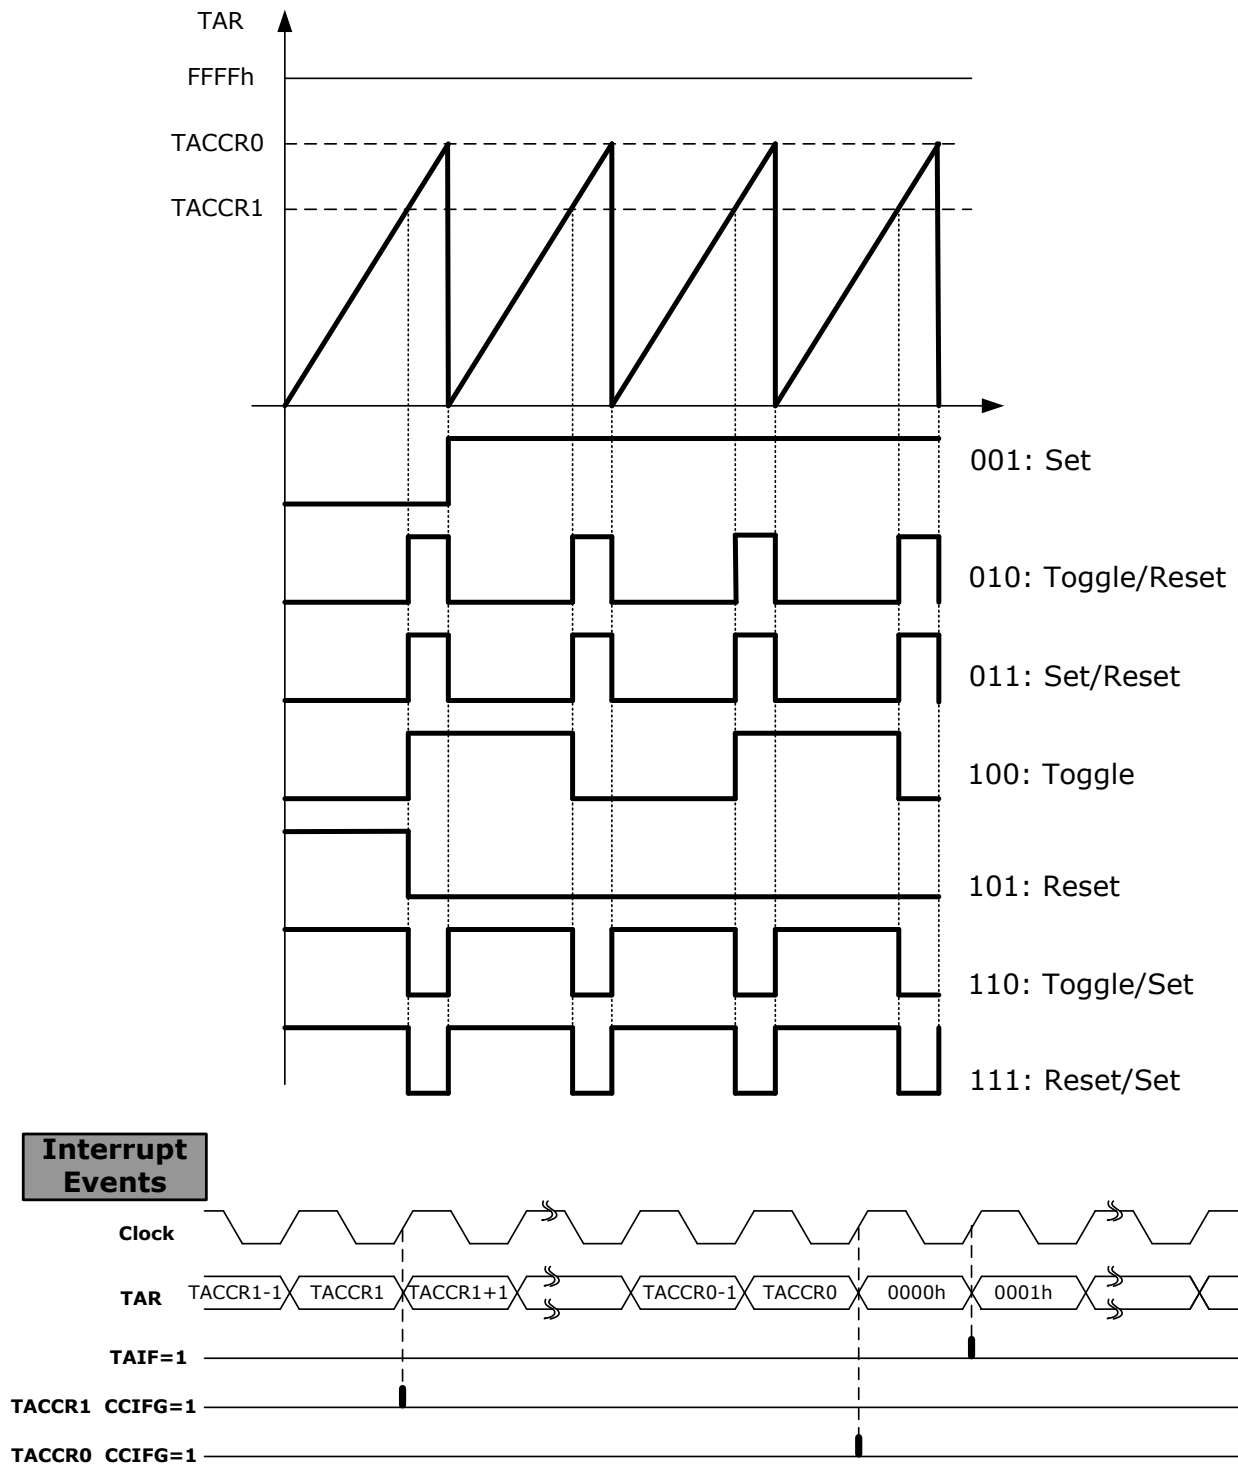 TAR
FFFFh
TACCR0
TACCR1
001: Set
010: Toggle/Reset
011: Set/Reset
100: Toggle
101: Reset
110: Toggle/Set
111: Reset/Set
Interrupt
Events
Clock
TAR TACCR1-1 TACCR1 TACCR1+1 TACCR0-1 TACCR0 0000h 0001h
TAIF=1
TACCR1 CCIFG=1
TACCR0 CCIFG=1